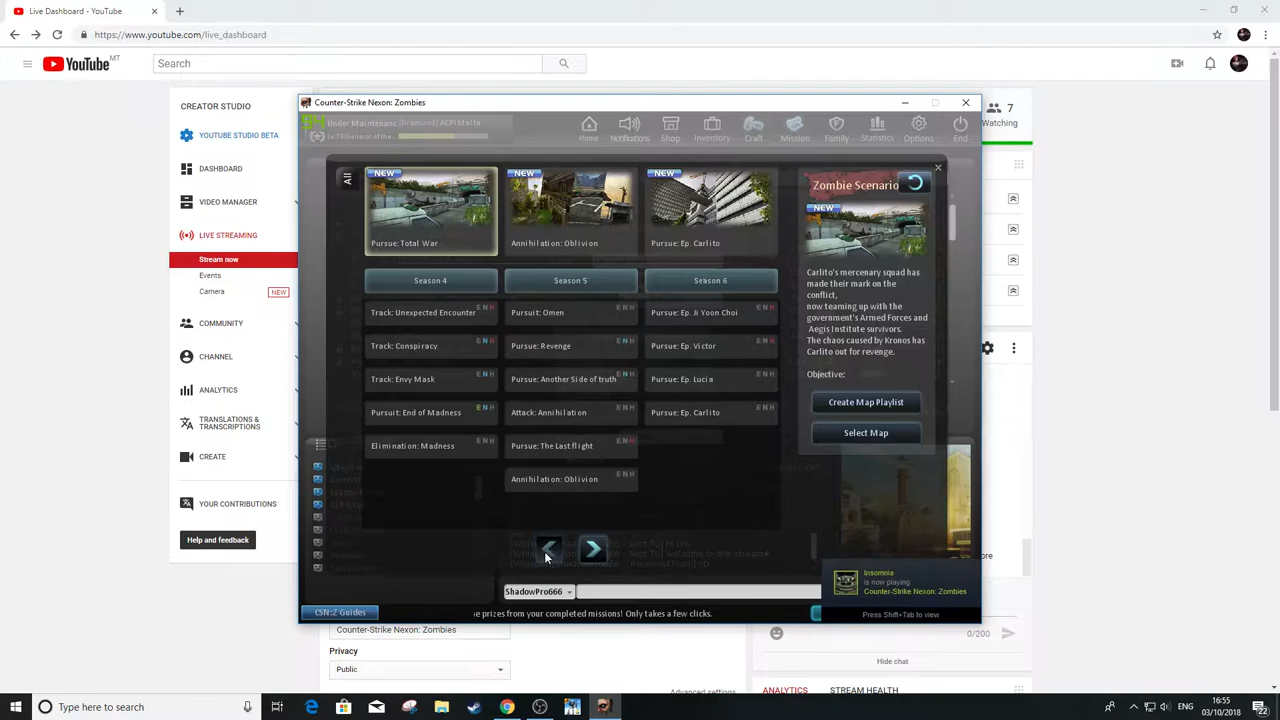 Live Dashboard - YouTube
https://www.youtube.com/live_dashboard
YouTube MT
Search
CREATOR STUDIO
YOUTUBE STUDIO BETA
DASHBOARD
VIDEO MANAGER
LIVE STREAMING
Stream now
Events
Camera
NEW
COMMUNITY
CHANNEL
ANALYTICS
TRANSLATIONS &
TRANSCRIPTIONS
CREATE
YOUR CONTRIBUTIONS
Help and feedback
Counter-Strike Nexon: Zombies
7
Watching
Home
Notifications
Shop
Inventory
Craft
Mission
Family
Statistics
Options
End
All
NEW
Pursue: Total War
NEW
Annihilation: Oblivion
NEW
Pursue: Ep. Carlito
Season 4
Season 5
Season 6
Track: Unexpected Encounter E N H
Pursuit: Omen E N H
Pursue: Ep. Ji Yoon Choi E N H
Track: Conspiracy E N H
Pursue: Revenge E N H
Pursue: Ep. Victor E N H
Track: Envy Mask E N H
Pursue: Another Side of truth E N H
Pursue: Ep. Lucia E N H
Pursuit: End of Madness E N H
Attack: Annihilation E N H
Pursue: Ep. Carlito E N H
Elimination: Madness E N H
Pursue: The Last flight E N H
Annihilation: Oblivion E N H
Zombie Scenario
NEW
Carlito's mercenary squad has
made their mark on the
conflict,
now teaming up with the
government's Armed Forces and
Aegis Institute survivors.
The chaos caused by Kronos has
Carlito out for revenge.
Objective:
Create Map Playlist
Select Map
Insomnia
is now playing
Counter-Strike Nexon: Zombies
Press Shift+Tab to view
ShadowPro666
CSN:Z Guides
he prizes from your completed missions! Only takes a few clicks.
Counter-Strike Nexon: Zombies
Privacy
Public
Advanced settings
0/200
Hide chat
ANALYTICS
STREAM HEALTH
Type here to search
ENG
16:55
03/10/2018